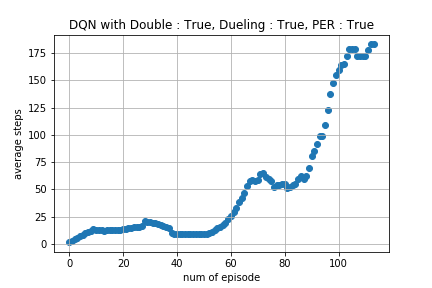 DQN with Double : True, Dueling : True, PER : True
175
150
125
100
75
50
25
0
average steps
0 20 40 60 80 100
num of episode